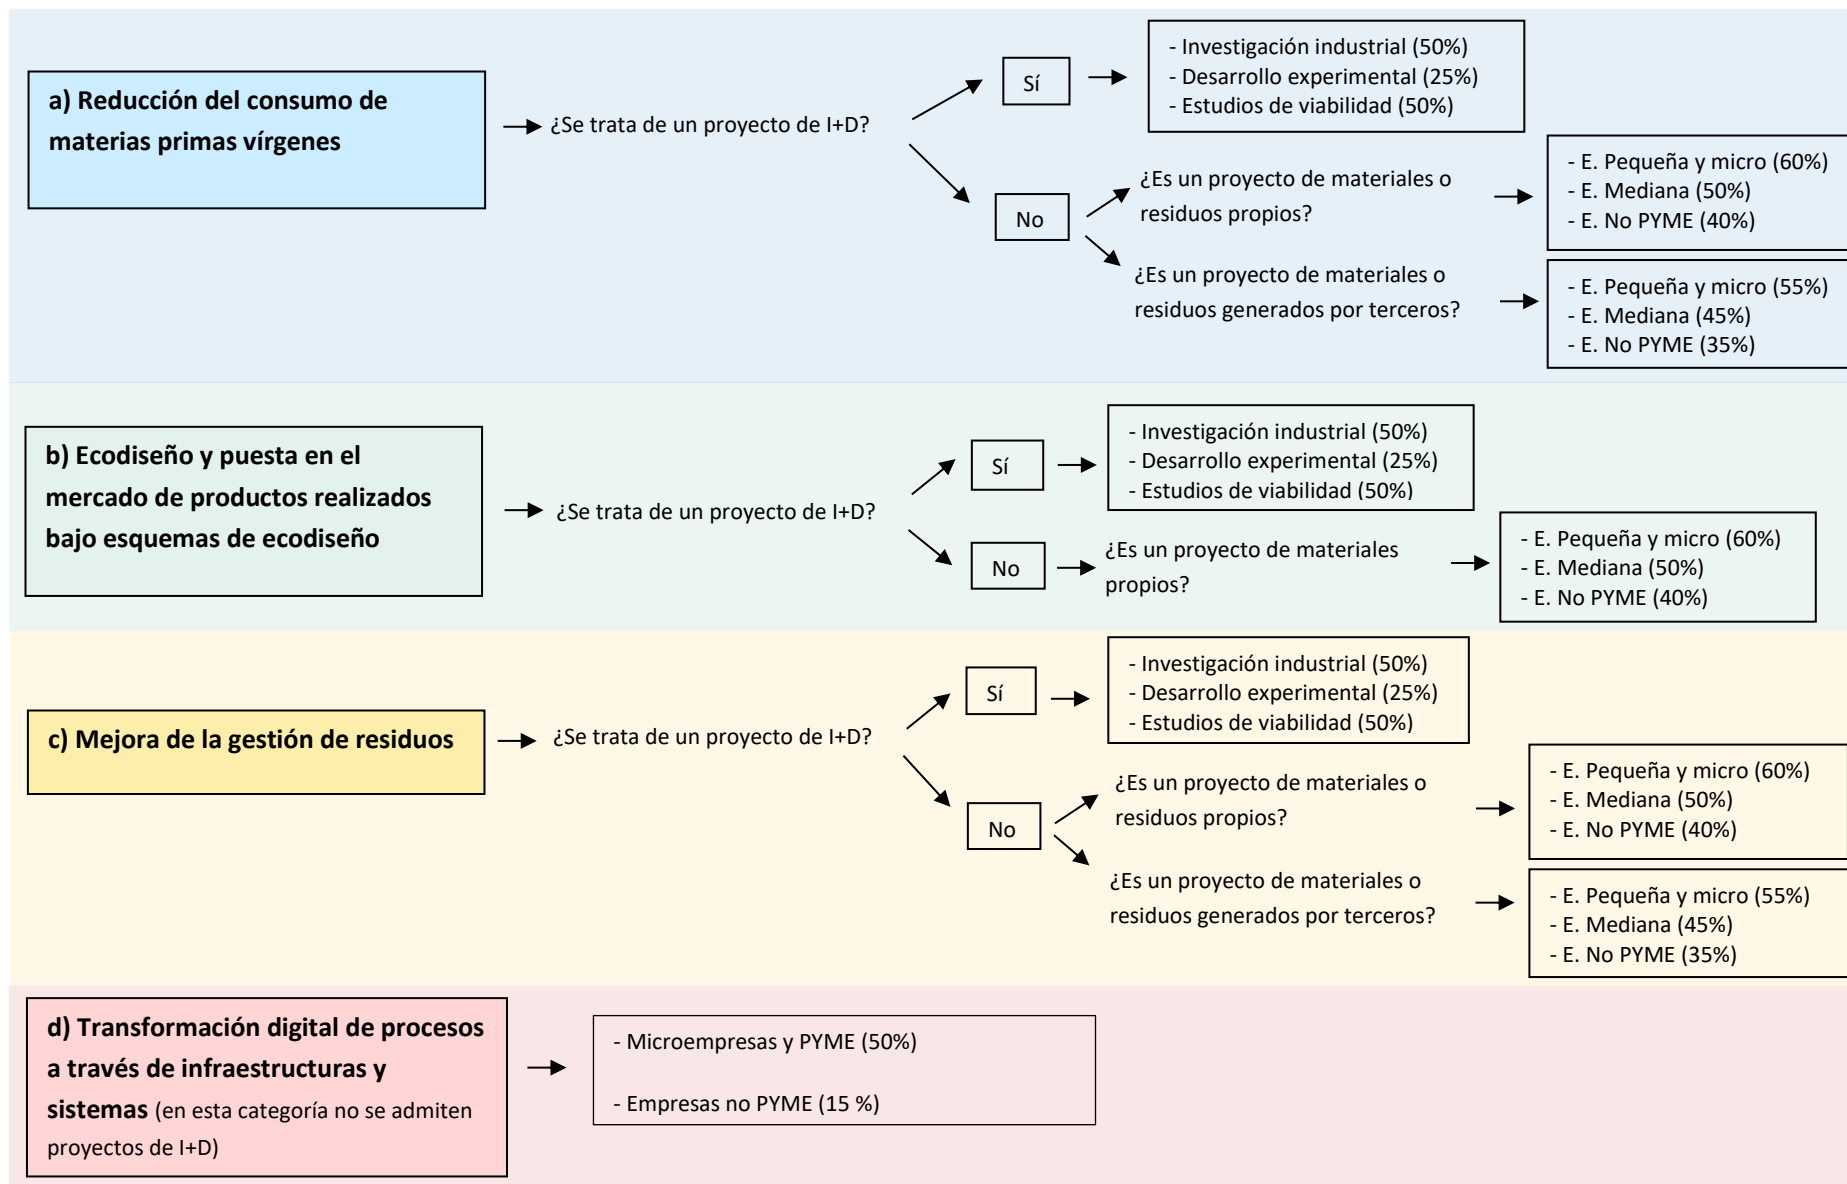 a) Reducción del consumo de
materias primas vírgenes
¿Se trata de un proyecto de I+D?
Sí
- Investigación industrial (50%)
- Desarrollo experimental (25%)
- Estudios de viabilidad (50%)
No
¿Es un proyecto de materiales o
residuos propios?
- E. Pequeña y micro (60%)
- E. Mediana (50%)
- E. No PYME (40%)
¿Es un proyecto de materiales o
residuos generados por terceros?
- E. Pequeña y micro (55%)
- E. Mediana (45%)
- E. No PYME (35%)
b) Ecodiseño y puesta en el
mercado de productos realizados
bajo esquemas de ecodiseño
¿Se trata de un proyecto de I+D?
Sí
- Investigación industrial (50%)
- Desarrollo experimental (25%)
- Estudios de viabilidad (50%)
No
¿Es un proyecto de materiales
propios?
- E. Pequeña y micro (60%)
- E. Mediana (50%)
- E. No PYME (40%)
c) Mejora de la gestión de residuos
¿Se trata de un proyecto de I+D?
Sí
- Investigación industrial (50%)
- Desarrollo experimental (25%)
- Estudios de viabilidad (50%)
No
¿Es un proyecto de materiales o
residuos propios?
- E. Pequeña y micro (60%)
- E. Mediana (50%)
- E. No PYME (40%)
¿Es un proyecto de materiales o
residuos generados por terceros?
- E. Pequeña y micro (55%)
- E. Mediana (45%)
- E. No PYME (35%)
d) Transformación digital de procesos
a través de infraestructuras y
sistemas (en esta categoría no se admiten
proyectos de I+D)
- Microempresas y PYME (50%)
- Empresas no PYME (15 %)